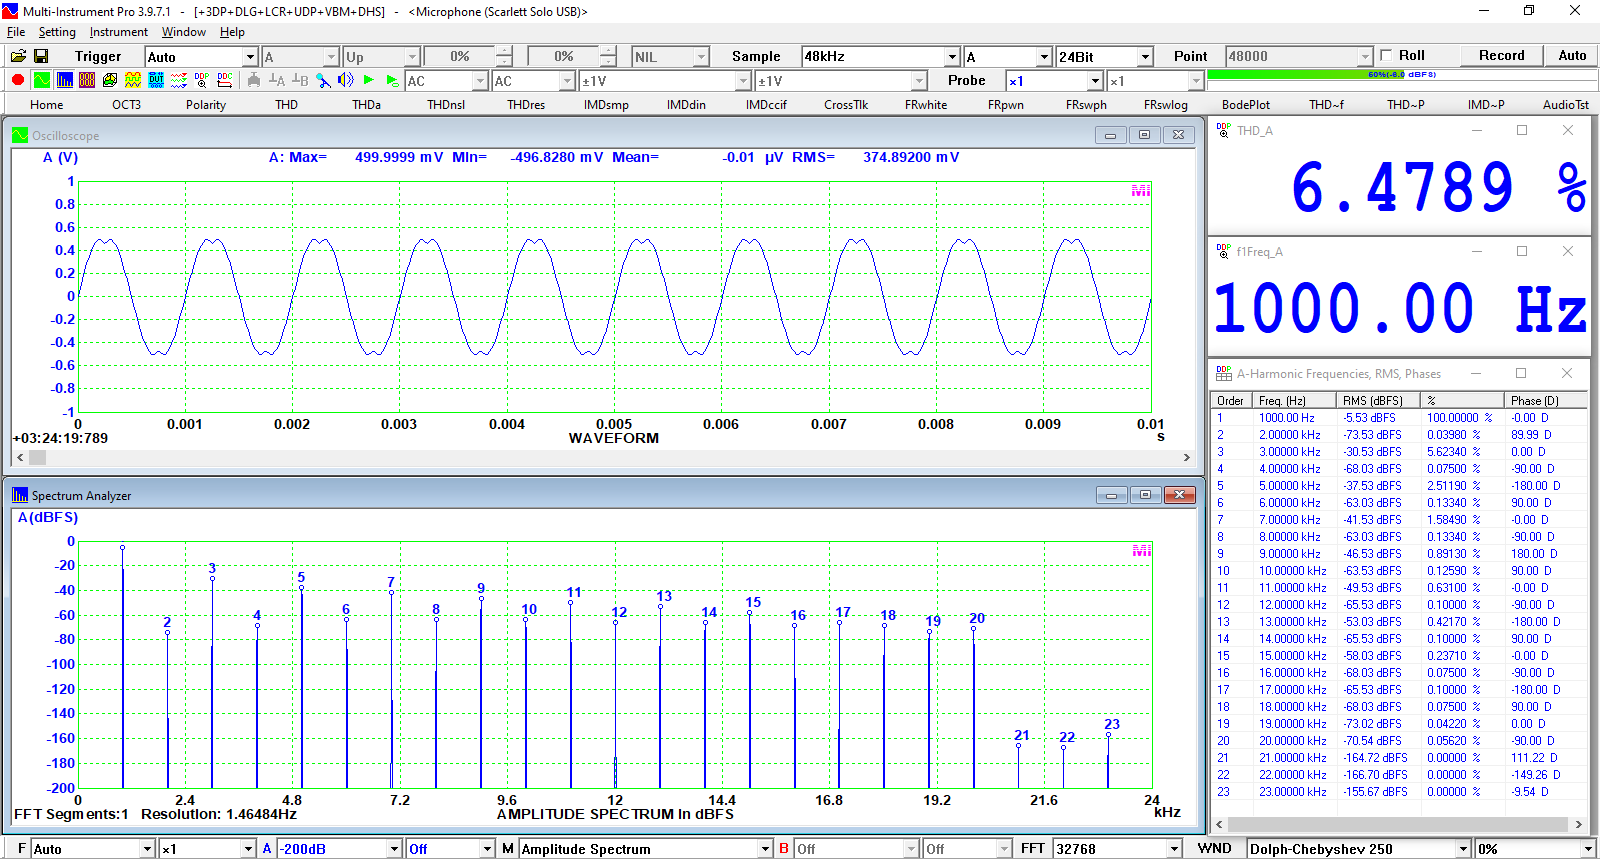 Multi-Instrument Pro 3.9.7.1 - [+3DP+DLG+LCR+UDP+VBM+DHS] - <Microphone (Scarlett Solo USB)>
File Setting Instrument Window Help
Trigger Auto A Up 0% 0% NIL Sample 48kHz A 24Bit Point 48000 Roll Record Auto
AC AC ±1V ±1V Probe ×1 ×1 60%(-6.0 dBFS)
Home OCT3 Polarity THD THDa THDnsl THDres IMDsmp IMDdin IMDccif CrossTlk FRwhite FRpwn FRswph FRswlog BodePlot THD~f THD~P IMD~P AudioTst
Oscilloscope
A (V) A: Max= 499.9999 mV MIn= -496.8280 mV Mean= -0.01 µV RMS= 374.89200 mV
1
0.8
0.6
0.4
0.2
0
-0.2
-0.4
-0.6
-0.8
-1
0 0.001 0.002 0.003 0.004 0.005 0.006 0.007 0.008 0.009 0.01
+03:24:19:789 WAVEFORM s
Spectrum Analyzer
A(dBFS)
0
-20
-40
-60
-80
-100
-120
-140
-160
-180
-200
2 3 4 5 6 7 8 9 10 11 12 13 14 15 16 17 18 19 20 21 22 23
0 2.4 4.8 7.2 9.6 12 14.4 16.8 19.2 21.6 24
FFT Segments:1 Resolution: 1.46484Hz AMPLITUDE SPECTRUM In dBFS kHz
THD_A
6.4789 %
f1Freq_A
1000.00 Hz
A-Harmonic Frequencies, RMS, Phases
Order Freq. (Hz) RMS (dBFS) % Phase (D)
1 1000.00 Hz -5.53 dBFS 100.00000 % -0.00 D
2 2.00000 kHz -73.53 dBFS 0.03980 % 89.99 D
3 3.00000 kHz -30.53 dBFS 5.62340 % 0.00 D
4 4.00000 kHz -68.03 dBFS 0.07500 % -90.00 D
5 5.00000 kHz -37.53 dBFS 2.51190 % -180.00 D
6 6.00000 kHz -63.03 dBFS 0.13340 % 90.00 D
7 7.00000 kHz -41.53 dBFS 1.58490 % -0.00 D
8 8.00000 kHz -63.03 dBFS 0.13340 % -90.00 D
9 9.00000 kHz -46.53 dBFS 0.89130 % 180.00 D
10 10.00000 kHz -63.53 dBFS 0.12590 % 90.00 D
11 11.00000 kHz -49.53 dBFS 0.63100 % -0.00 D
12 12.00000 kHz -65.53 dBFS 0.10000 % -90.00 D
13 13.00000 kHz -53.03 dBFS 0.42170 % -180.00 D
14 14.00000 kHz -65.53 dBFS 0.10000 % 90.00 D
15 15.00000 kHz -58.03 dBFS 0.23710 % -0.00 D
16 16.00000 kHz -68.03 dBFS 0.07500 % -90.00 D
17 17.00000 kHz -65.53 dBFS 0.10000 % -180.00 D
18 18.00000 kHz -68.03 dBFS 0.07500 % 90.00 D
19 19.00000 kHz -73.02 dBFS 0.04220 % 0.00 D
20 20.00000 kHz -70.54 dBFS 0.05620 % -90.00 D
21 21.00000 kHz -164.72 dBFS 0.00000 % 111.22 D
22 22.00000 kHz -166.70 dBFS 0.00000 % -149.26 D
23 23.00000 kHz -155.67 dBFS 0.00000 % -9.54 D
F Auto ×1 A -200dB Off M Amplitude Spectrum B Off Off FFT 32768 WND Dolph-Chebyshev 250 0%